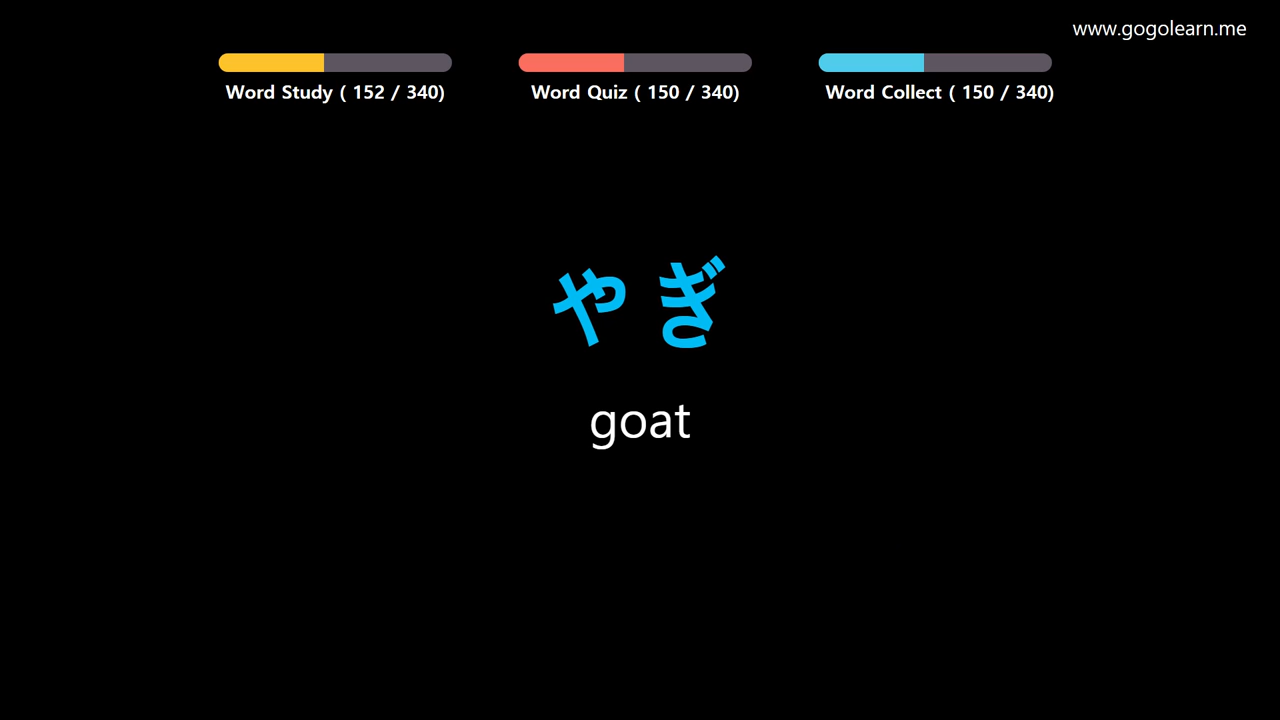 www.gogolearn.me
Word Study ( 152 / 340)
Word Quiz ( 150 / 340)
Word Collect ( 150 / 340)
やぎ
goat